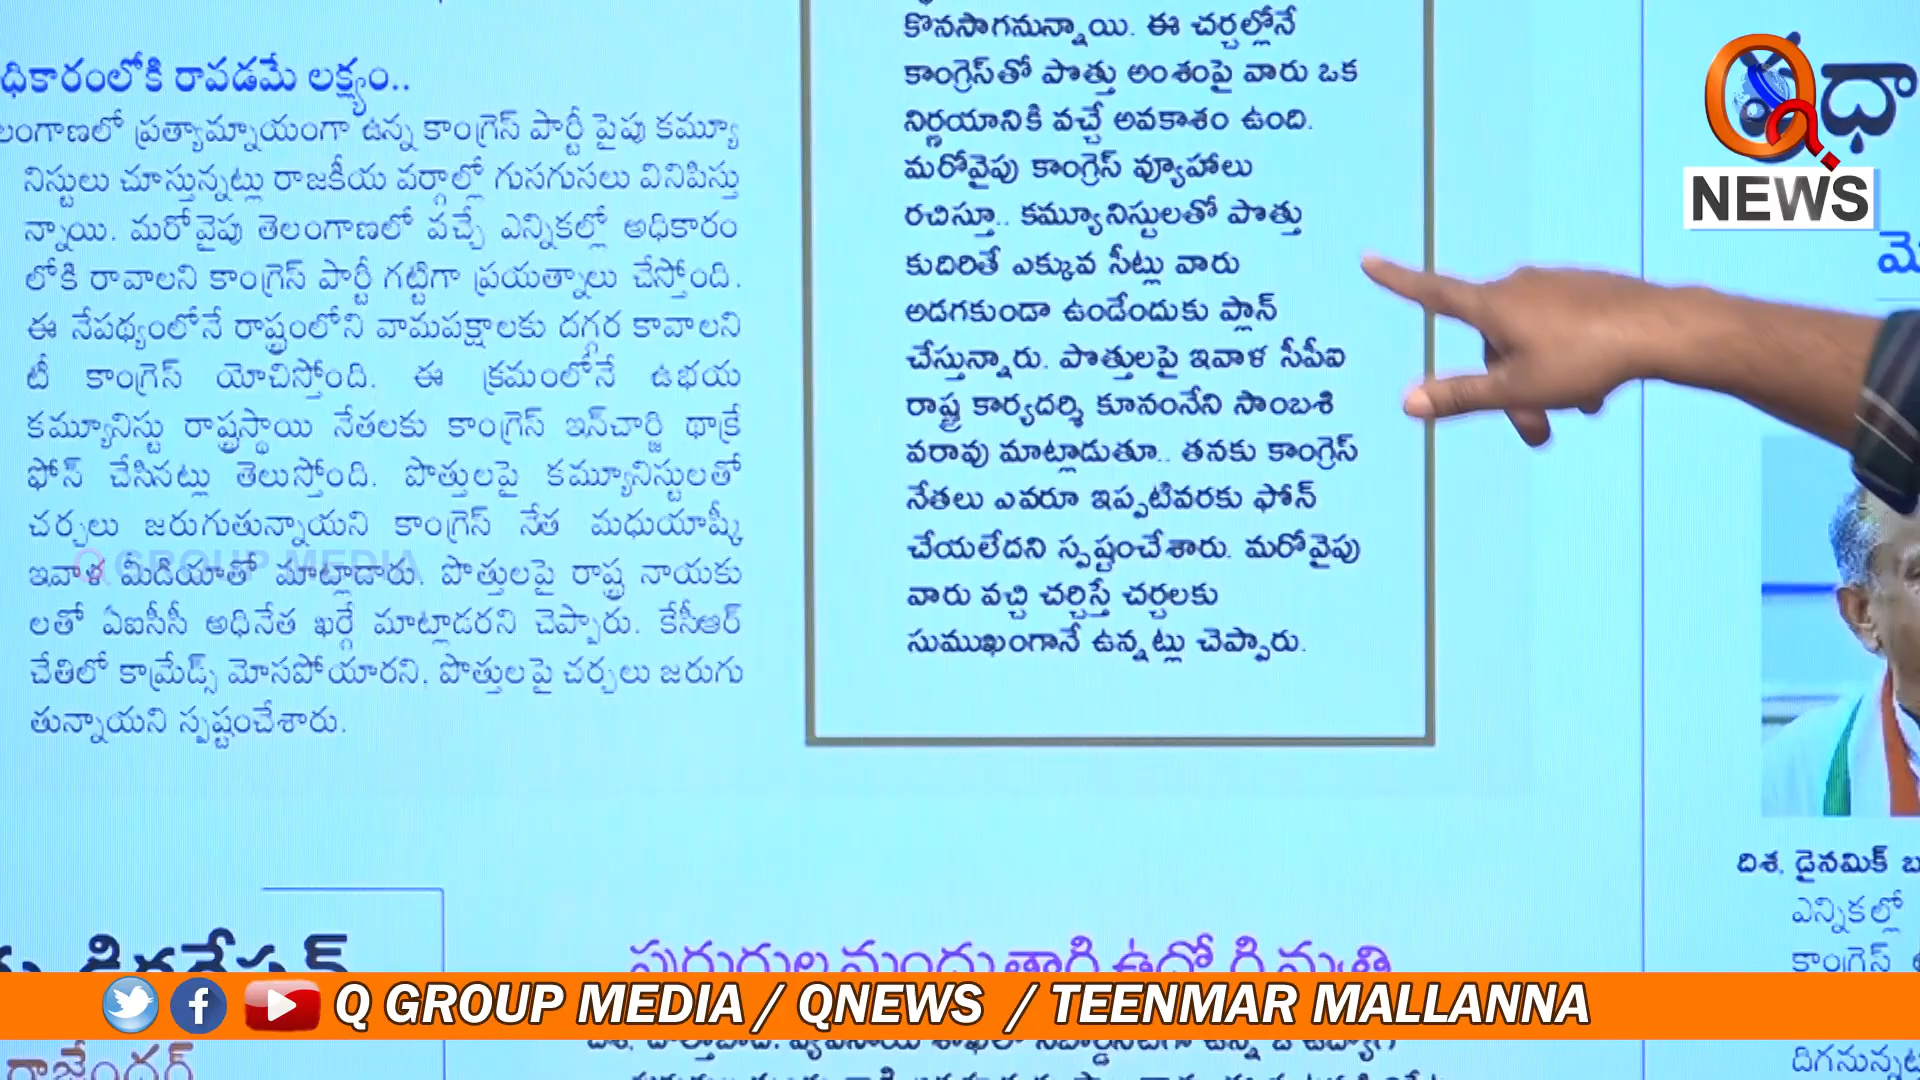 ధికారంలోకి రావడమే లక్ష్యం..
లంగాణలో ప్రత్యామ్నాయంగా ఉన్న కాంగ్రెస్ పార్టీ వైపు కమ్యూ
నిస్టులు చూస్తున్నట్లు రాజకీయ వర్గాల్లో గుసగుసలు వినిపిస్తు
న్నాయి. మరోవైపు తెలంగాణలో వచ్చే ఎన్నికల్లో అధికారం
లోకి రావాలని కాంగ్రెస్ పార్టీ గట్టిగా ప్రయత్నాలు చేస్తోంది.
ఈ నేపథ్యంలోనే రాష్ట్రంలోని వామపక్షాలకు దగ్గర కావాలని
టీ కాంగ్రెస్ యోచిస్తోంది. ఈ క్రమంలోనే ఉభయ
కమ్యూనిస్టు రాష్ట్రస్థాయి నేతలకు కాంగ్రెస్ ఇన్‌చార్జి థాక్రే
ఫోన్ చేసినట్లు తెలుస్తోంది. పొత్తులపై కమ్యూనిస్టులతో
చర్చలు జరుగుతున్నాయని కాంగ్రెస్ నేత మధుయాష్కీ
ఇవాళ మీడియాతో మాట్లాడారు. పొత్తులపై రాష్ట్ర నాయకు
లతో ఏఐసీసీ అధినేత ఖర్గే మాట్లాడరని చెప్పారు. కేసీఆర్
చేతిలో కామ్రేడ్స్ మోసపోయారని, పొత్తులపై చర్చలు జరుగు
తున్నాయని స్పష్టంచేశారు.
Q GROUP MEDIA
కొనసాగనున్నాయి. ఈ చర్చల్లోనే
కాంగ్రెస్‌తో పొత్తు అంశంపై వారు ఒక
నిర్ణయానికి వచ్చే అవకాశం ఉంది.
మరోవైపు కాంగ్రెస్ వ్యూహాలు
రచిస్తూ.. కమ్యూనిస్టులతో పొత్తు
కుదిరితే ఎక్కువ సీట్లు వారు
అడగకుండా ఉండేందుకు ప్లాన్
చేస్తున్నారు. పొత్తులపై ఇవాళ సీపీఐ
రాష్ట్ర కార్యదర్శి కూనంనేని సాంబశి
వరావు మాట్లాడుతూ.. తనకు కాంగ్రెస్
నేతలు ఎవరూ ఇప్పటివరకు ఫోన్
చేయలేదని స్పష్టంచేశారు. మరోవైపు
వారు వచ్చి చర్చిస్తే చర్చలకు
సుముఖంగానే ఉన్నట్లు చెప్పారు.
Q
NEWS
దిశ, డైనమిక్
ఎన్నికల్లో
కాంగ్రెస్
Q GROUP MEDIA / QNEWS / TEENMAR MALLANNA
రాజేందర్